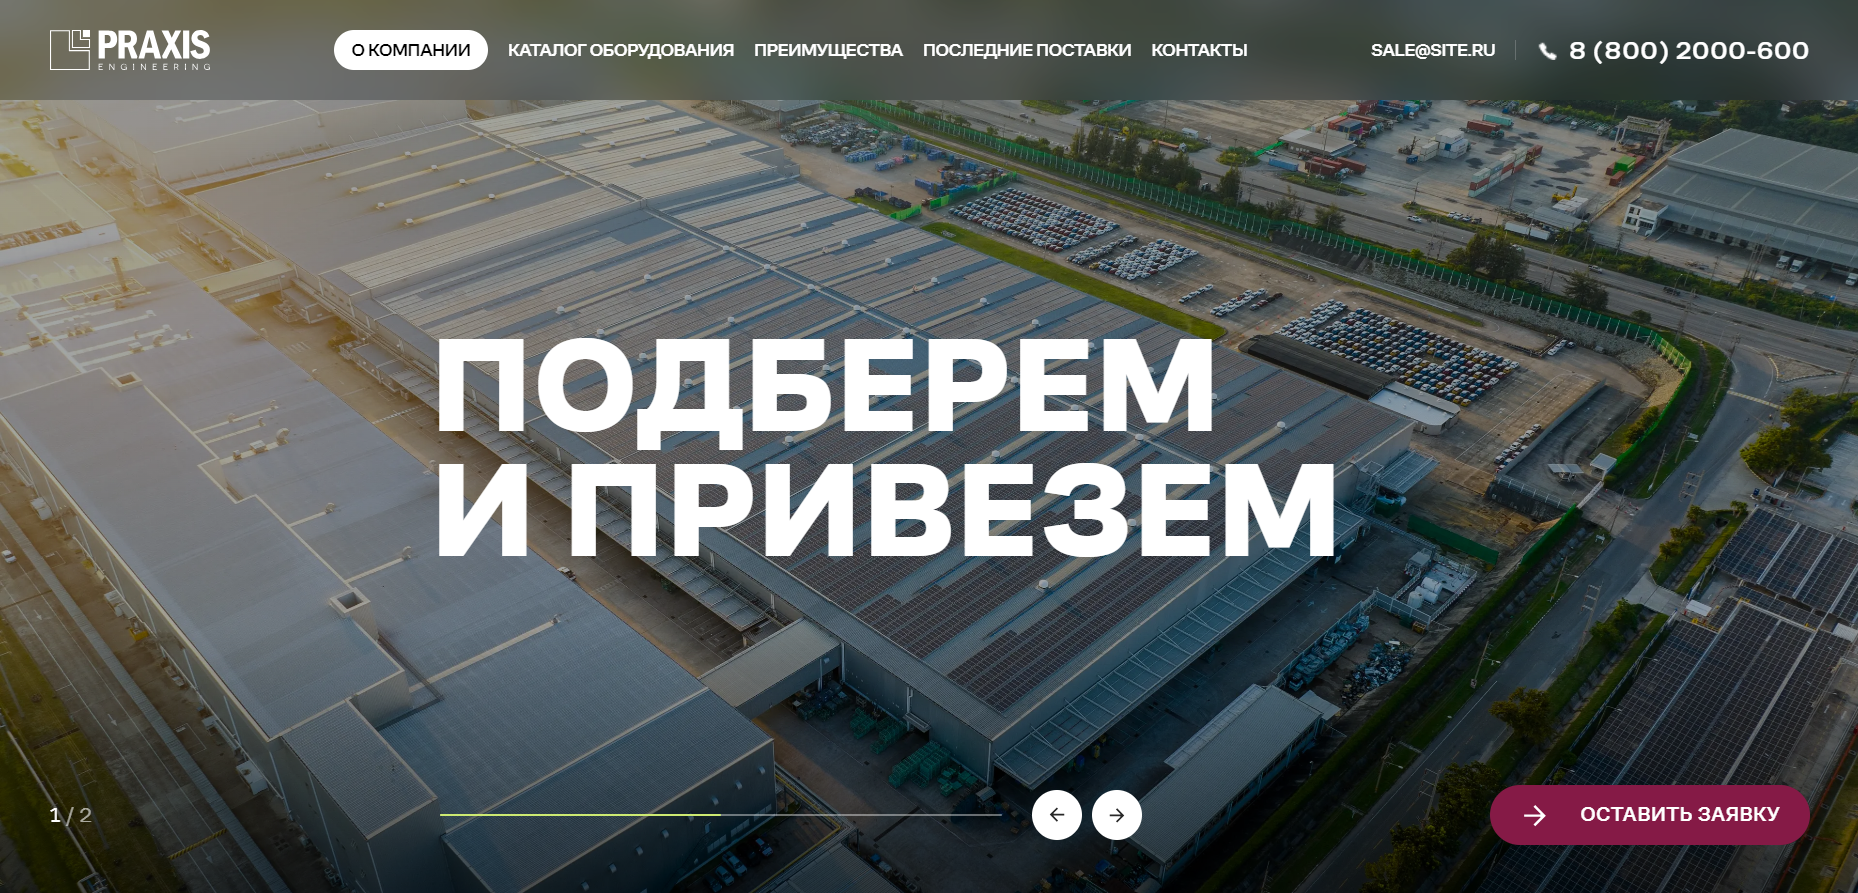 PRAXIS
ENGINEERING
О КОМПАНИИ
КАТАЛОГ ОБОРУДОВАНИЯ
ПРЕИМУЩЕСТВА
ПОСЛЕДНИЕ ПОСТАВКИ
КОНТАКТЫ
SALE@SITE.RU
8 (800) 2000-600
ПОДБЕРЕМ
И ПРИВЕЗЕМ
1 / 2
ОСТАВИТЬ ЗАЯВКУ